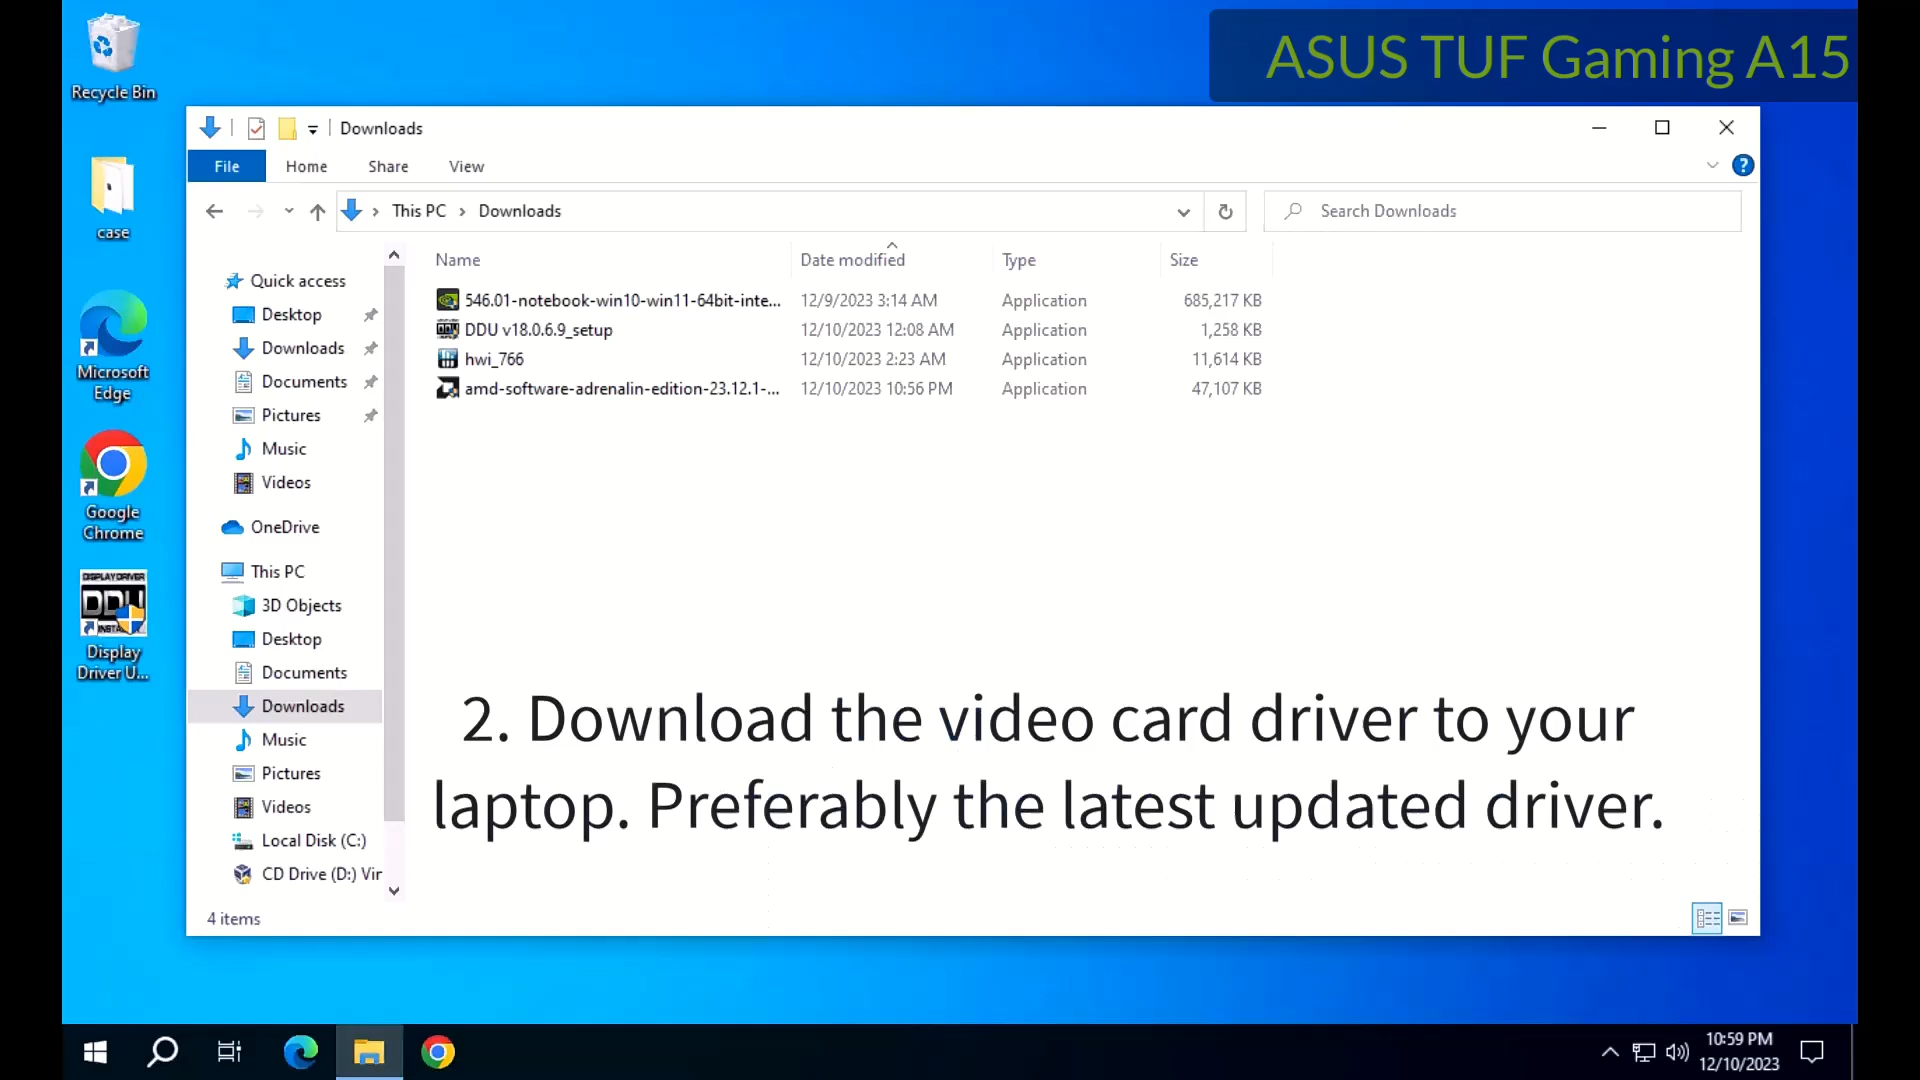 ASUS TUF Gaming A15
Recycle Bin
case
Microsoft
Edge
Google
Chrome
DISPLAY DRIVER
DDU
Display
Driver U...
Downloads
File Home Share View
This PC Downloads
Search Downloads
Quick access
Desktop
Downloads
Documents
Pictures
Music
Videos
OneDrive
This PC
3D Objects
Desktop
Documents
Downloads
Music
Pictures
Videos
Local Disk (C:)
CD Drive (D:) Vir
Name Date modified Type Size
546.01-notebook-win10-win11-64bit-inte... 12/9/2023 3:14 AM Application 685,217 KB
DDU v18.0.6.9_setup 12/10/2023 12:08 AM Application 1,258 KB
hwi_766 12/10/2023 2:23 AM Application 11,614 KB
amd-software-adrenalin-edition-23.12.1-... 12/10/2023 10:56 PM Application 47,107 KB
2. Download the video card driver to your
laptop. Preferably the latest updated driver.
4 items
10:59 PM
12/10/2023